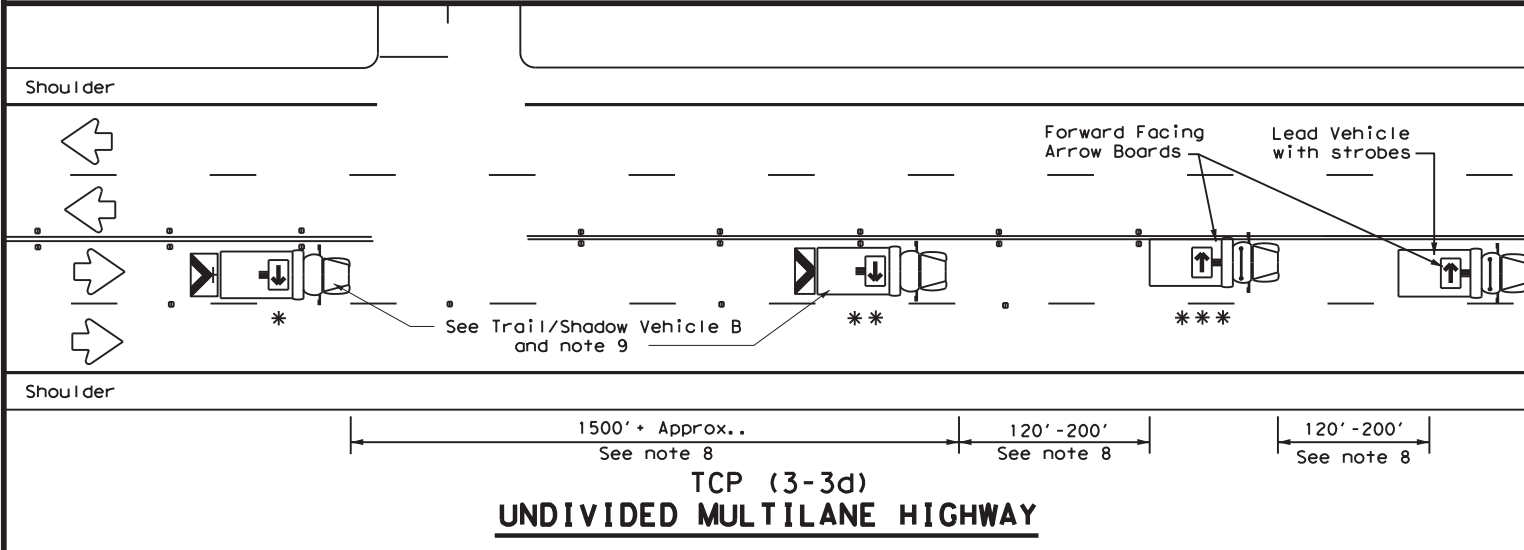 Shoulder
Forward Facing
Arrow Boards
Lead Vehicle
with strobes
*
* *
* * *
See Trail/Shadow Vehicle B
and note 9
Shoulder
1500'+ Approx..
See note 8
120'-200'
See note 8
120'-200'
See note 8
TCP (3-3d)
UNDIVIDED MULTILANE HIGHWAY